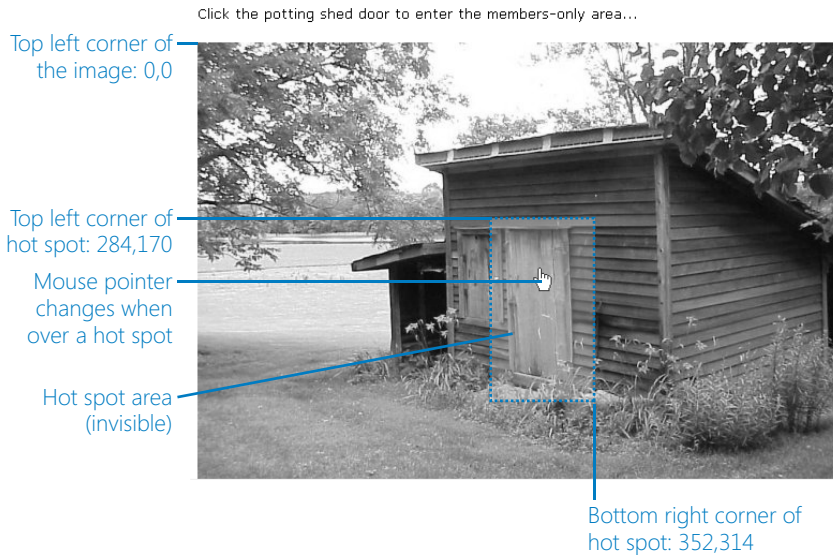 Click the potting shed door to enter the members-only area...
Top left corner of
the image: 0,0
Top left corner of
hot spot: 284,170
Mouse pointer
changes when
over a hot spot
Hot spot area
(invisible)
Bottom right corner of
hot spot: 352,314